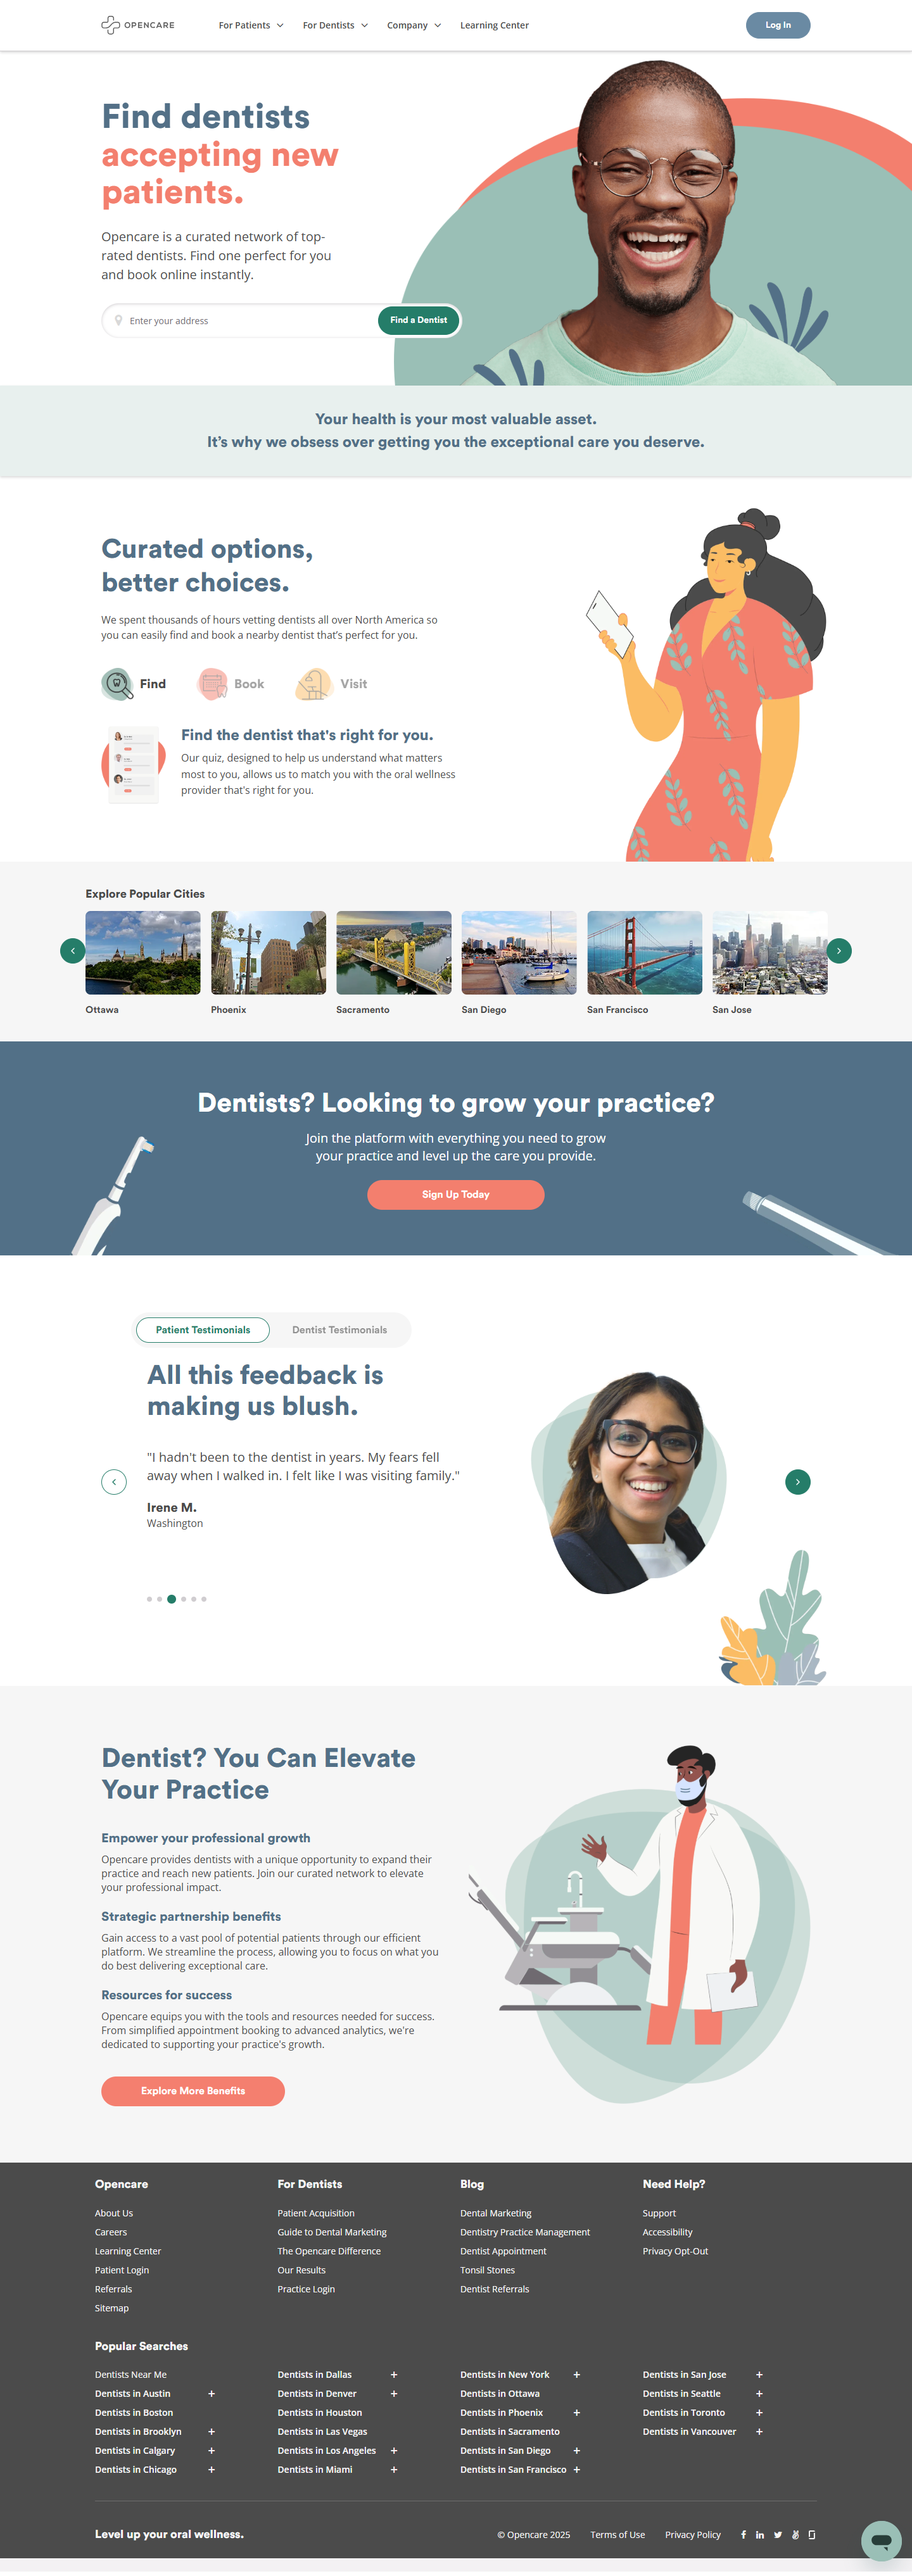 OPENCARE
For Patients
For Dentists
Company
Learning Center
Log In
Find dentists
accepting new
patients.
Opencare is a curated network of top-
rated dentists. Find one perfect for you
and book online instantly.
Enter your address
Find a Dentist
Your health is your most valuable asset.
It's why we obsess over getting you the exceptional care you deserve.
Curated options,
better choices.
We spent thousands of hours vetting dentists all over North America so
you can easily find and book a nearby dentist that's perfect for you.
Find
Book
Visit
Find the dentist that's right for you.
Our quiz, designed to help us understand what matters
most to you, allows us to match you with the oral wellness
provider that's right for you.
Explore Popular Cities
Ottawa
Phoenix
Sacramento
San Diego
San Francisco
San Jose
Dentists? Looking to grow your practice?
Join the platform with everything you need to grow
your practice and level up the care you provide.
Sign Up Today
Patient Testimonials
Dentist Testimonials
All this feedback is
making us blush.
"I hadn't been to the dentist in years. My fears fell
away when I walked in. I felt like I was visiting family."
Irene M.
Washington
Dentist? You Can Elevate
Your Practice
Empower your professional growth
Opencare provides dentists with a unique opportunity to expand their
practice and reach new patients. Join our curated network to elevate
your professional impact.
Strategic partnership benefits
Gain access to a vast pool of potential patients through our efficient
platform. We streamline the process, allowing you to focus on what you
do best delivering exceptional care.
Resources for success
Opencare equips you with the tools and resources needed for success.
From simplified appointment booking to advanced analytics, we're
dedicated to supporting your practice's growth.
Explore More Benefits
Opencare
About Us
Careers
Learning Center
Patient Login
Referrals
Sitemap
For Dentists
Patient Acquisition
Guide to Dental Marketing
The Opencare Difference
Our Results
Practice Login
Blog
Dental Marketing
Dentistry Practice Management
Dentist Appointment
Tonsil Stones
Dentist Referrals
Need Help?
Support
Accessibility
Privacy Opt-Out
Popular Searches
Dentists Near Me
Dentists in Austin +
Dentists in Boston
Dentists in Brooklyn +
Dentists in Calgary +
Dentists in Chicago +
Dentists in Dallas +
Dentists in Denver +
Dentists in Houston
Dentists in Las Vegas
Dentists in Los Angeles +
Dentists in Miami +
Dentists in New York +
Dentists in Ottawa
Dentists in Phoenix +
Dentists in Sacramento
Dentists in San Diego +
Dentists in San Francisco +
Dentists in San Jose +
Dentists in Seattle +
Dentists in Toronto +
Dentists in Vancouver +
Level up your oral wellness.
© Opencare 2025
Terms of Use
Privacy Policy